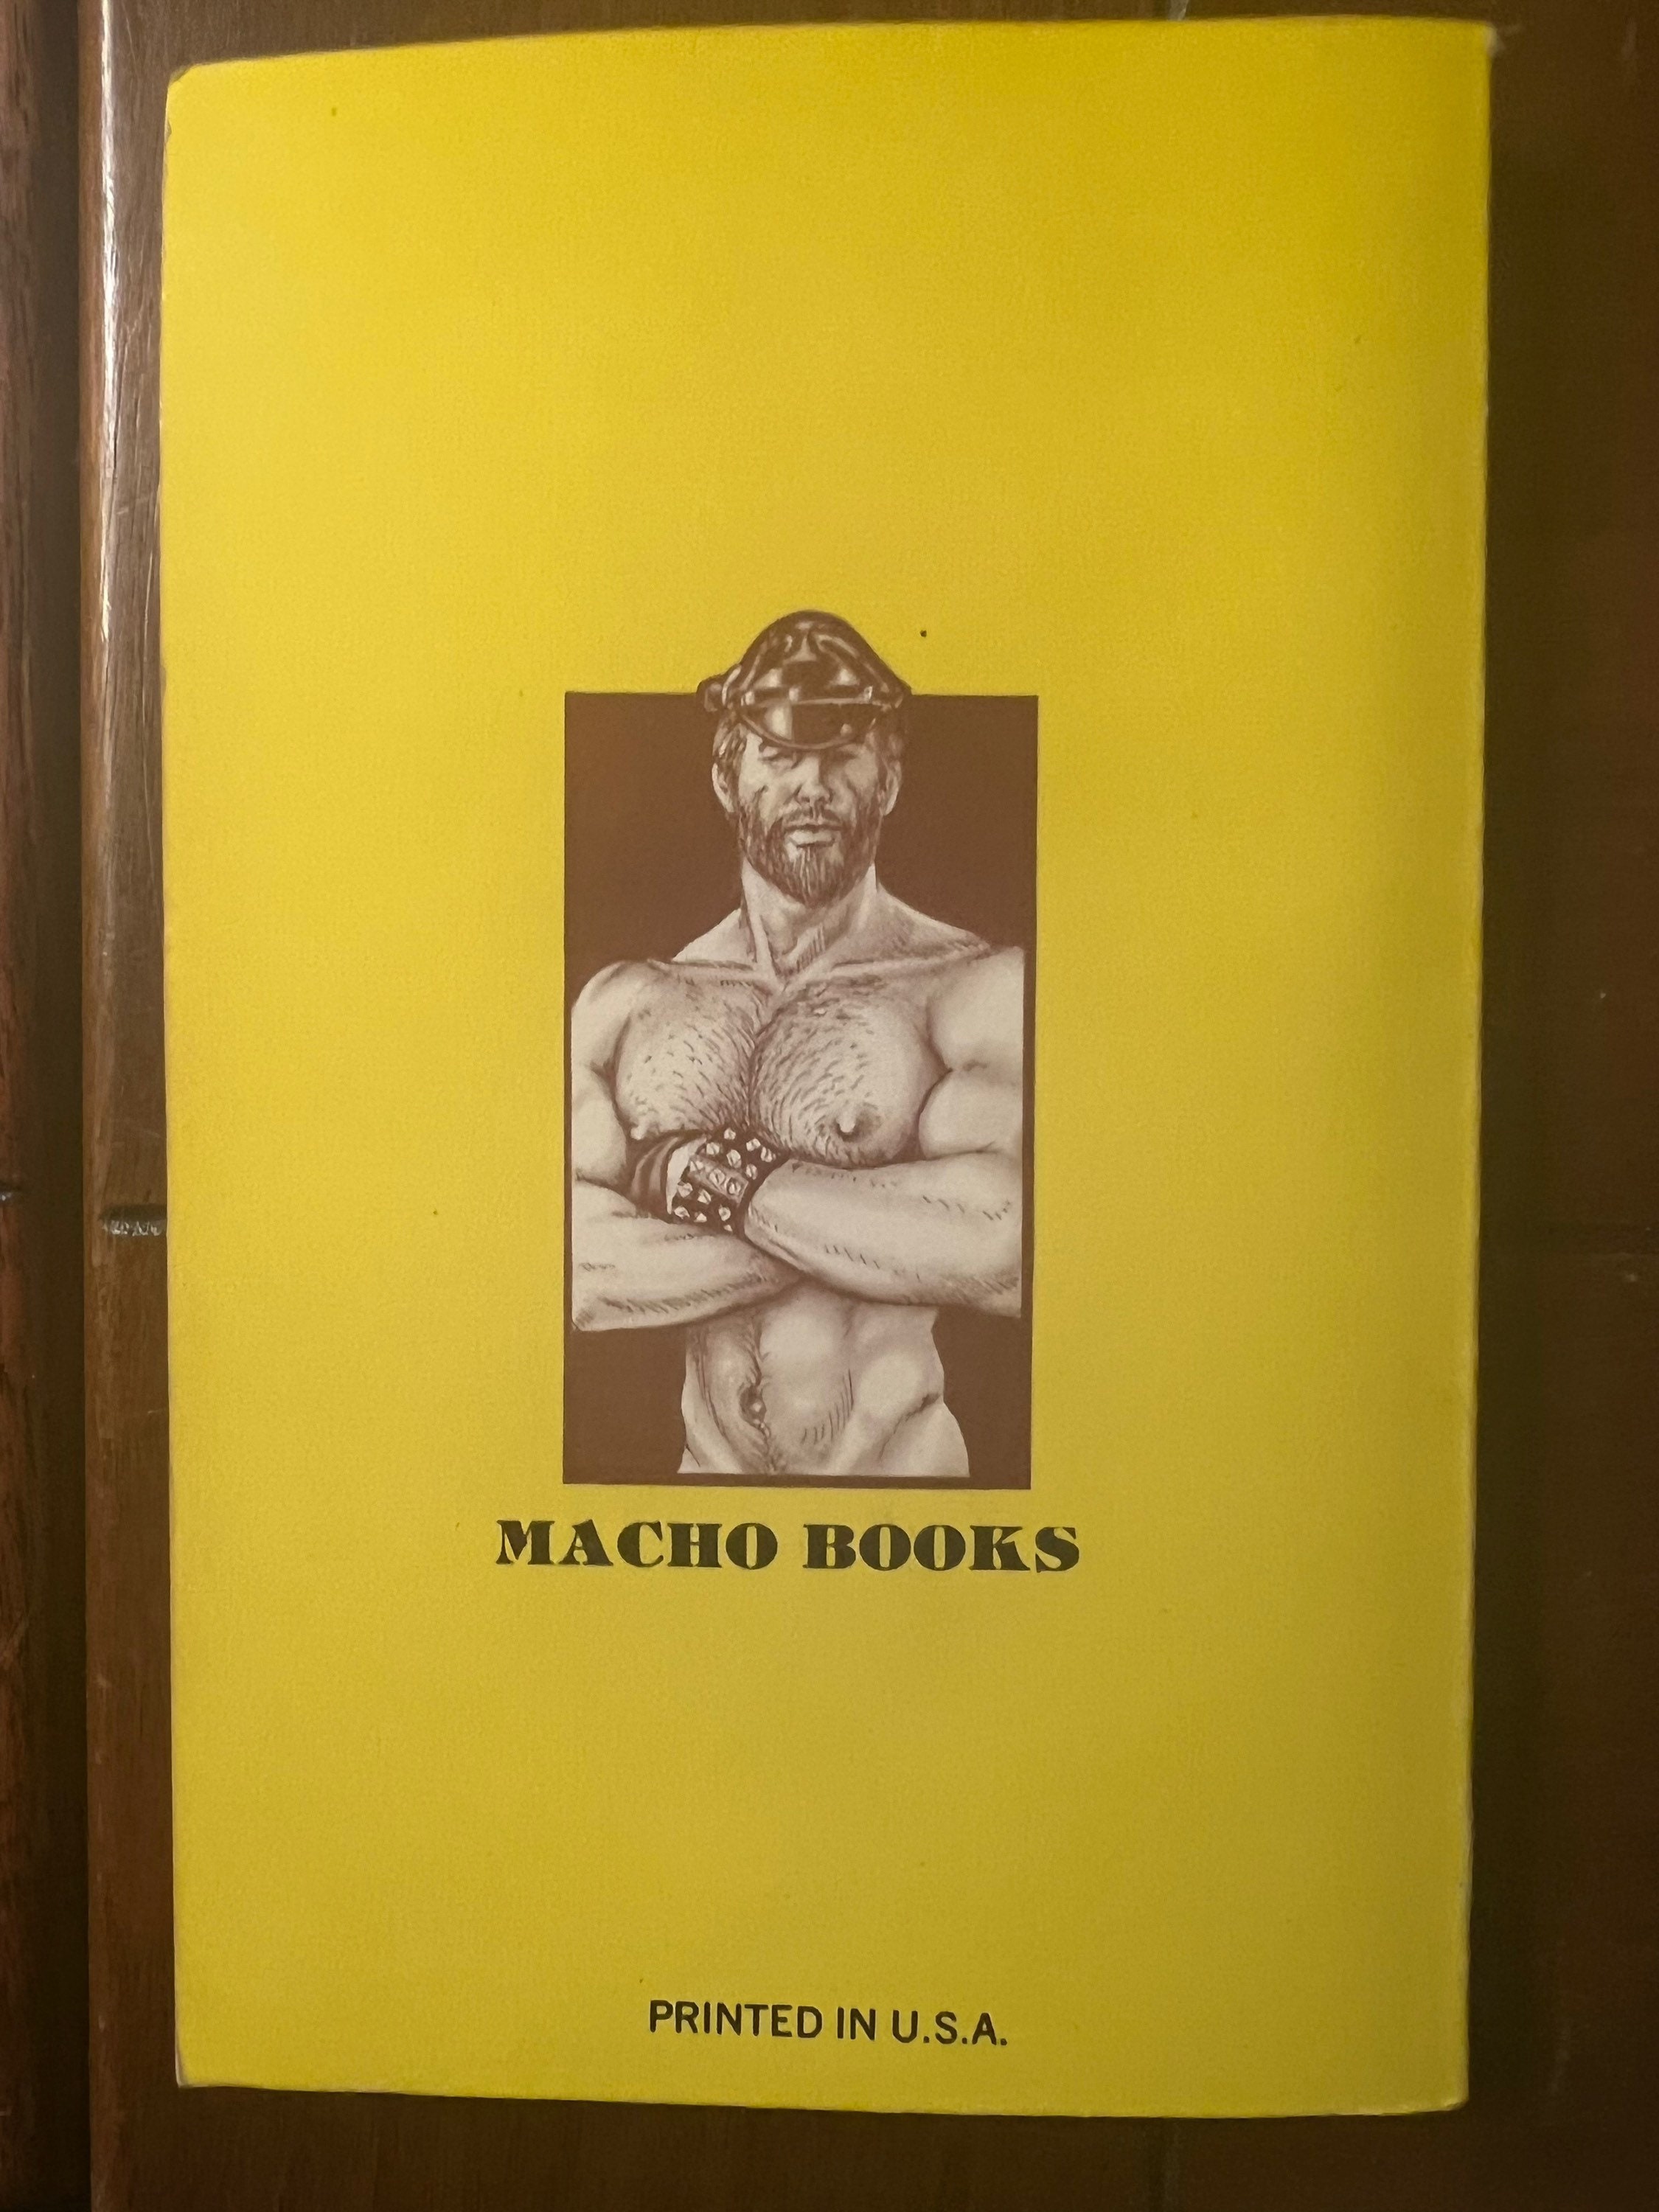 MACHO BOOKS
PRINTED IN U.S.A.